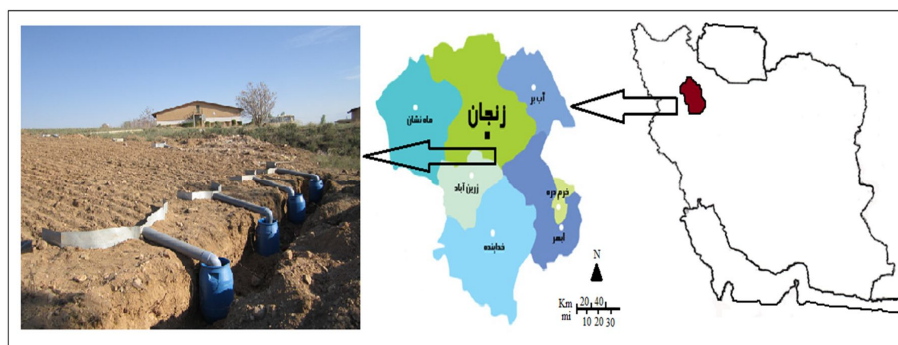 زنجان
آب بر
ماه نشان
زرین آباد
خرم دره
ابهر
خدابنده
N
Km 20 40
mi 10 20 30